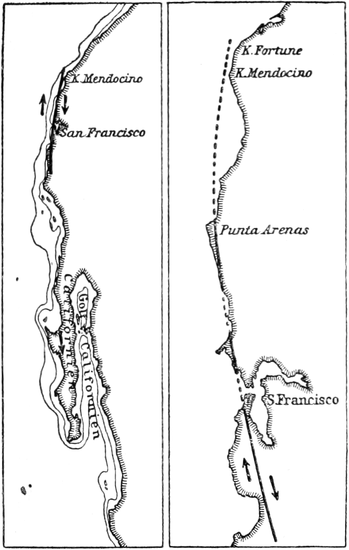 K. Mendocino
San Francisco
Californien
Golf v. Californien
K. Fortune
K. Mendocino
Punta Arenas
S. Francisco